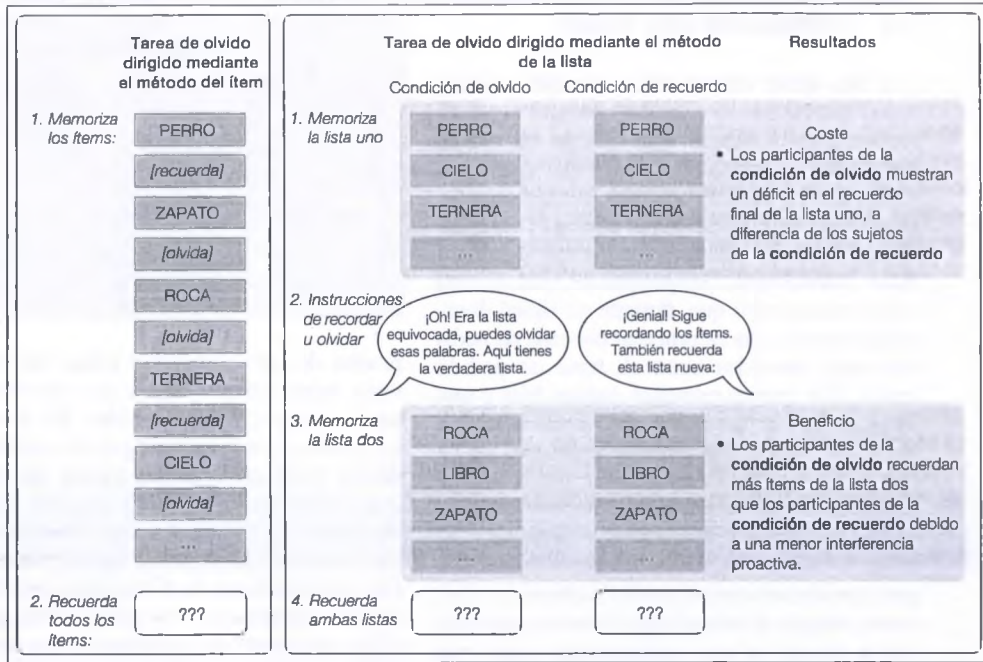 Tarea de olvido
dirigido mediante
el método del ítem
1. Memoriza
los ítems:
PERRO
[recuerda]
ZAPATO
[olvida]
ROCA
[olvida]
TERNERA
[recuerda]
CIELO
[olvida]
...
2. Recuerda
todos los
ítems:
???
Tarea de olvido dirigido mediante el método
de la lista
Resultados
Condición de olvido
Condición de recuerdo
1. Memoriza
la lista uno
PERRO
PERRO
CIELO
CIELO
TERNERA
TERNERA
...
...
Coste
• Los participantes de la
condición de olvido muestran
un déficit en el recuerdo
final de la lista uno, a
diferencia de los sujetos
de la condición de recuerdo
2. Instrucciones
de recordar
u olvidar
¡Oh! Era la lista
equivocada, puedes olvidar
esas palabras. Aquí tienes
la verdadera lista.
¡Genial! Sigue
recordando los ítems.
También recuerda
esta lista nueva:
3. Memoriza
la lista dos
ROCA
ROCA
LIBRO
LIBRO
ZAPATO
ZAPATO
...
...
Beneficio
• Los participantes de la
condición de olvido recuerdan
más ítems de la lista dos
que los participantes de la
condición de recuerdo debido
a una menor interferencia
proactiva.
4. Recuerda
ambas listas
???
???